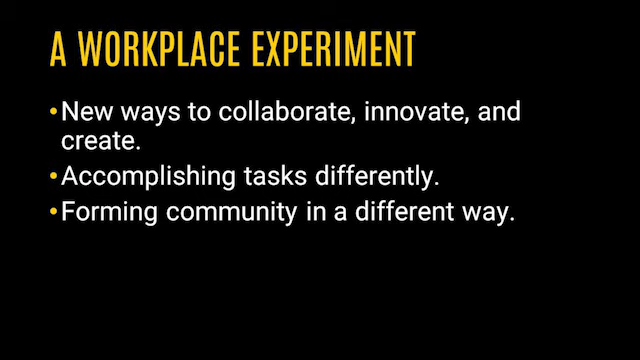 A WORKPLACE EXPERIMENT
•New ways to collaborate, innovate, and
create.
•Accomplishing tasks differently.
•Forming community in a different way.